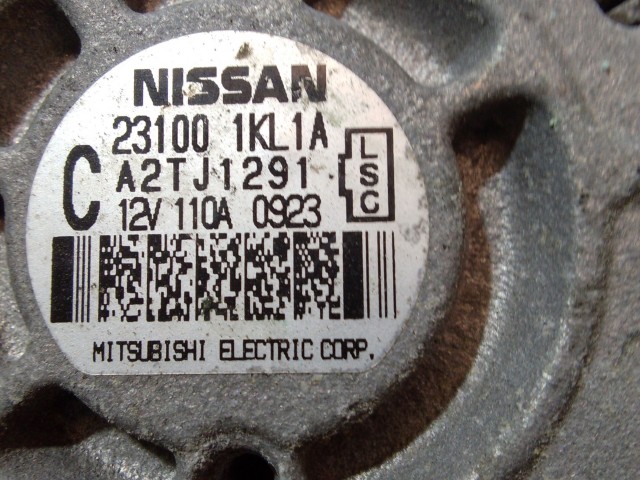 NISSAN
23100 1KL1A
C A2TJ1291
12V 110A 0923
LSC
MITSUBISHI ELECTRIC CORP.